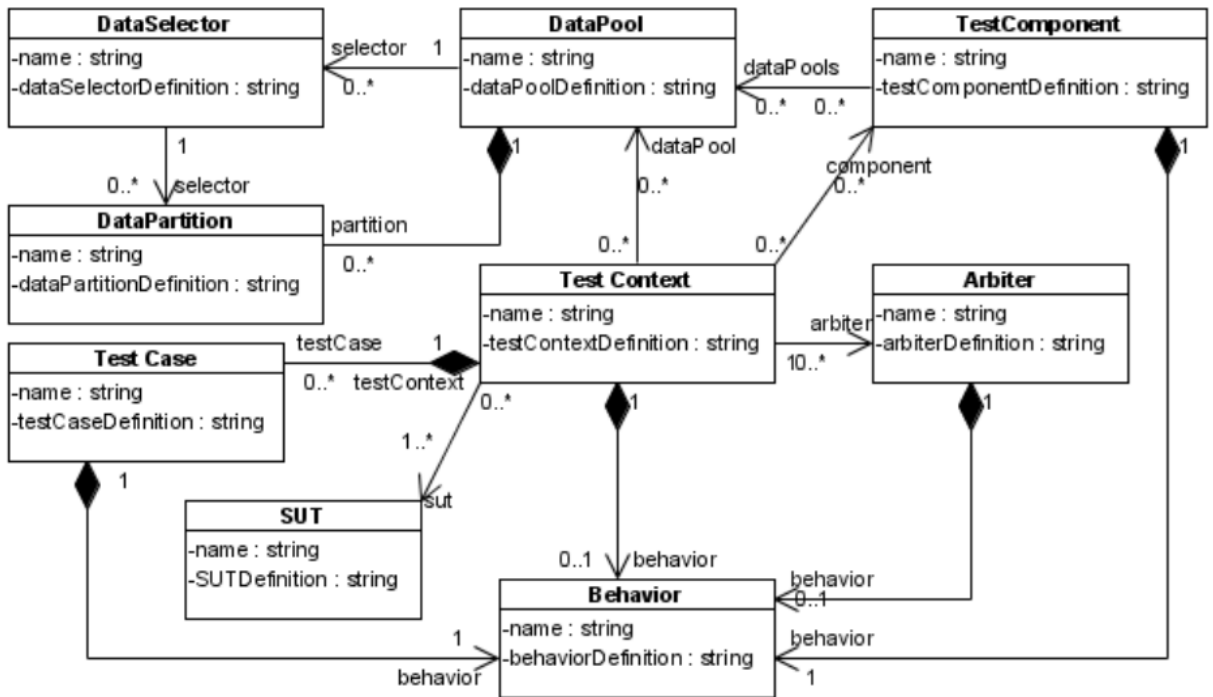 DataSelector
-name : string
-dataSelectorDefinition : string
selector
1
0..*
DataPool
-name : string
-dataPoolDefinition : string
1
dataPools
0..*
0..*
TestComponent
-name : string
-testComponentDefinition : string
1
1
0..*
selector
dataPool
0..*
0..*
component
0..*
0..*
DataPartition
-name : string
-dataPartitionDefinition : string
partition
0..*
Test Context
-name : string
-testContextDefinition : string
1
arbiter
10..*
Arbiter
-name : string
-arbiterDefinition : string
1
Test Case
-name : string
-testCaseDefinition : string
1
testCase
1
0..*
testContext
0..*
1..*
sut
SUT
-name : string
-SUTDefinition : string
0..1
behavior
behavior
0..1
Behavior
-name : string
-behaviorDefinition : string
1
behavior
behavior
1